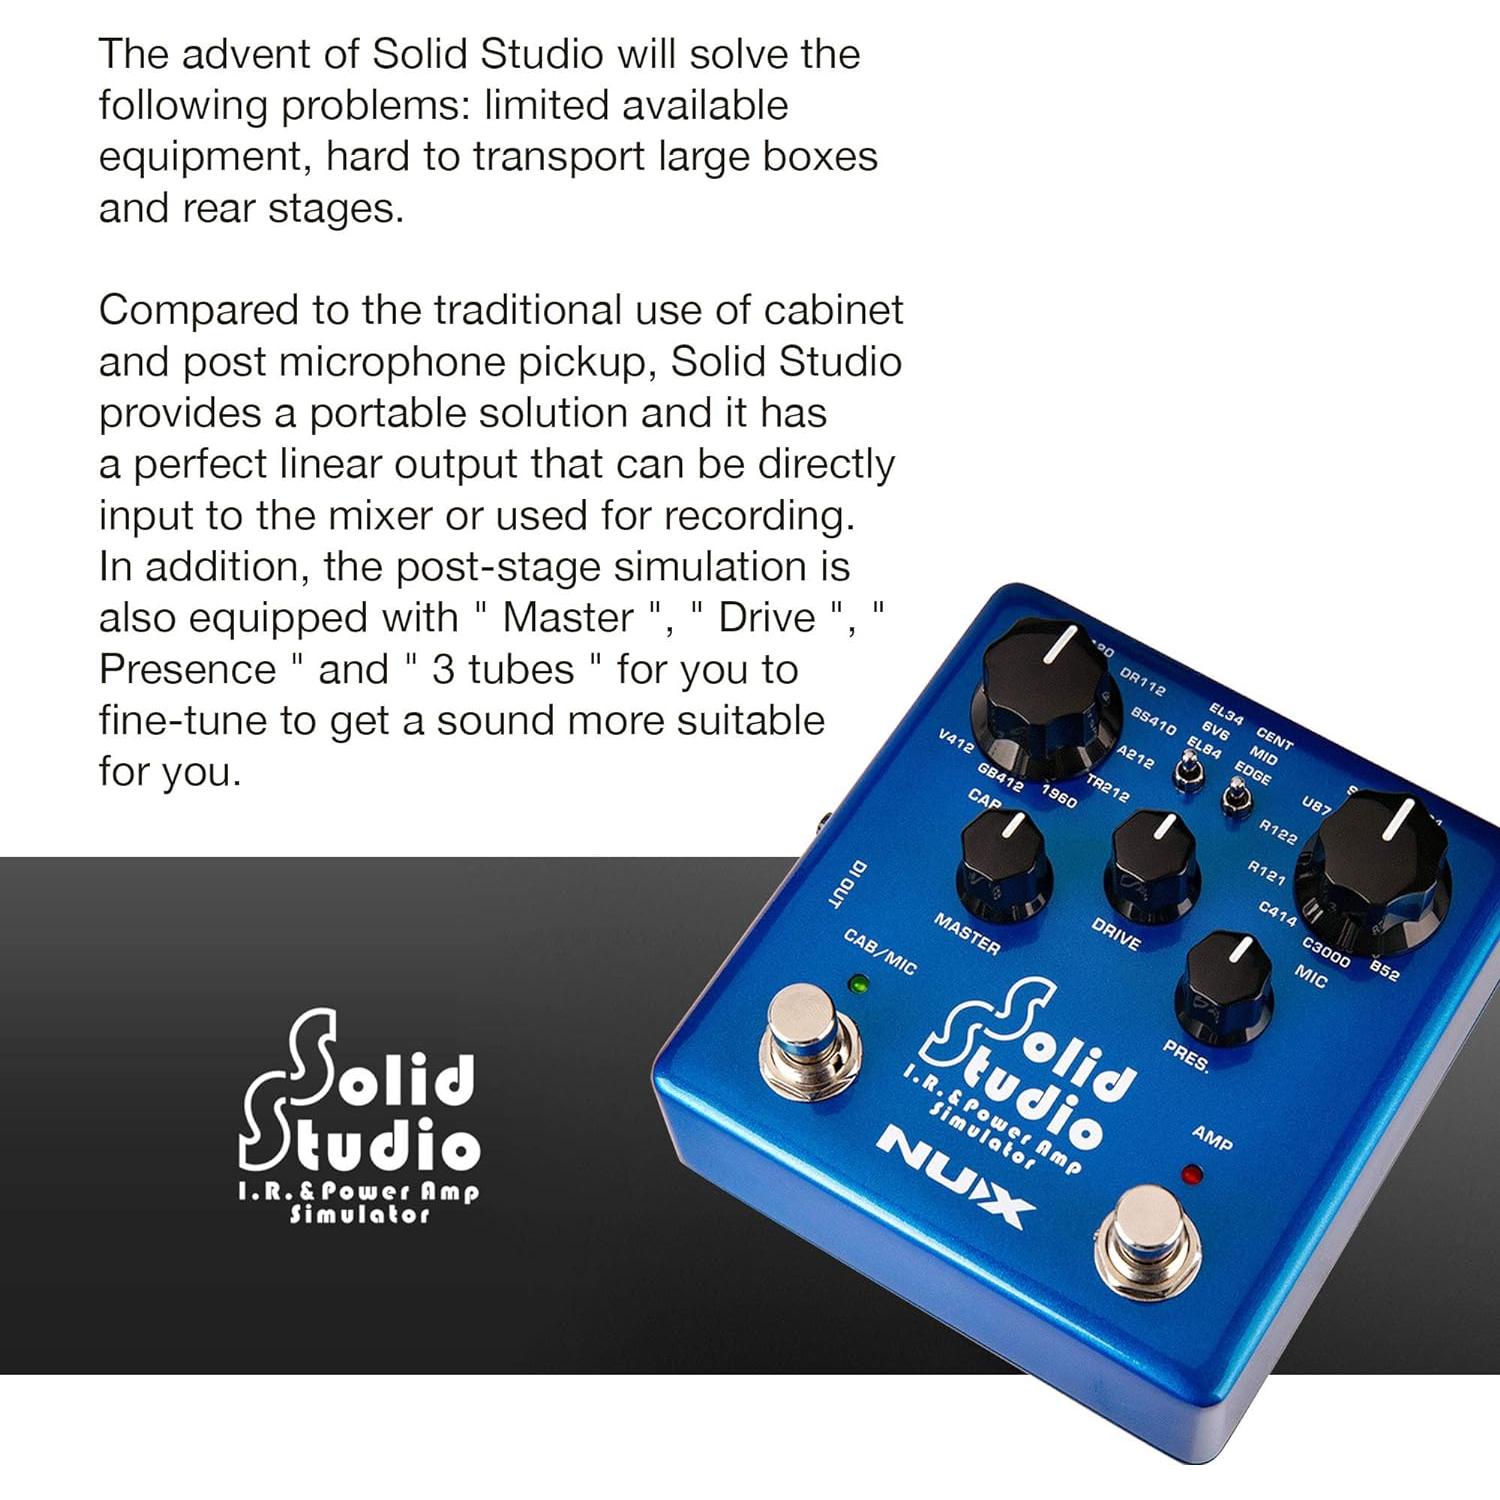 The advent of Solid Studio will solve the
following problems: limited available
equipment, hard to transport large boxes
and rear stages.
Compared to the traditional use of cabinet
and post microphone pickup, Solid Studio
provides a portable solution and it has
a perfect linear output that can be directly
input to the mixer or used for recording.
In addition, the post-stage simulation is
also equipped with " Master ", " Drive ", "
Presence " and " 3 tubes " for you to
fine-tune to get a sound more suitable
for you.
DR112
BS410
A212
TR212
1960
GB412
V412
EL34
6V6
EL84
CENT
MID
EDGE
UB7
R122
R121
C414
C3000
B52
MIC
DI OUT
MASTER
DRIVE
PRES.
CAB/MIC
AMP
Solid
Studio
I.R.&Power Amp
Simulator
NUX
Solid
Studio
I.R.&Power Amp
Simulator